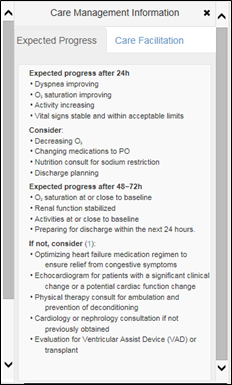 Care Management Information ×
Expected Progress Care Facilitation
Expected progress after 24h
• Dyspnea improving
• O₂ saturation improving
• Activity increasing
• Vital signs stable and within acceptable limits
Consider:
• Decreasing O₂
• Changing medications to PO
• Nutrition consult for sodium restriction
• Discharge planning
Expected progress after 48–72h
• O₂ saturation at or close to baseline
• Renal function stabilized
• Activities at or close to baseline
• Preparing for discharge within the next 24 hours.
If not, consider (1):
• Optimizing heart failure medication regimen to
ensure relief from congestive symptoms
• Echocardiogram for patients with a significant clinical
change or a potential cardiac function change
• Physical therapy consult for ambulation and
prevention of deconditioning
• Cardiology or nephrology consultation if not
previously obtained
• Evaluation for Ventricular Assist Device (VAD) or
transplant